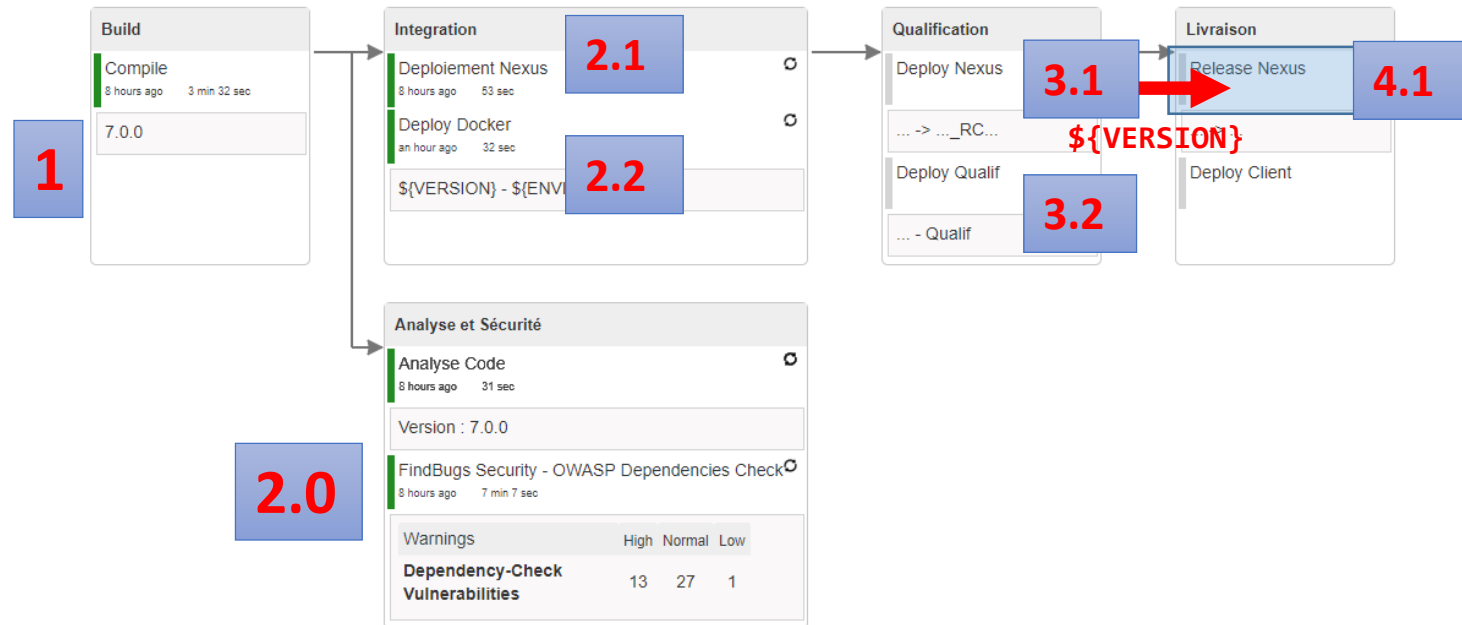 Build
Compile
8 hours ago 3 min 32 sec
7.0.0
1
Integration
Deploiement Nexus
8 hours ago 53 sec
2.1
Deploy Docker
an hour ago 32 sec
${VERSION} - ${ENV
2.2
Qualification
Deploy Nexus
3.1
... -> ..._RC...
${VERSION}
Deploy Qualif
3.2
... - Qualif
Livraison
Release Nexus
4.1
Deploy Client
Analyse et Sécurité
Analyse Code
8 hours ago 31 sec
Version : 7.0.0
FindBugs Security - OWASP Dependencies Check
8 hours ago 7 min 7 sec
2.0
Warnings High Normal Low
Dependency-Check
Vulnerabilities
13 27 1